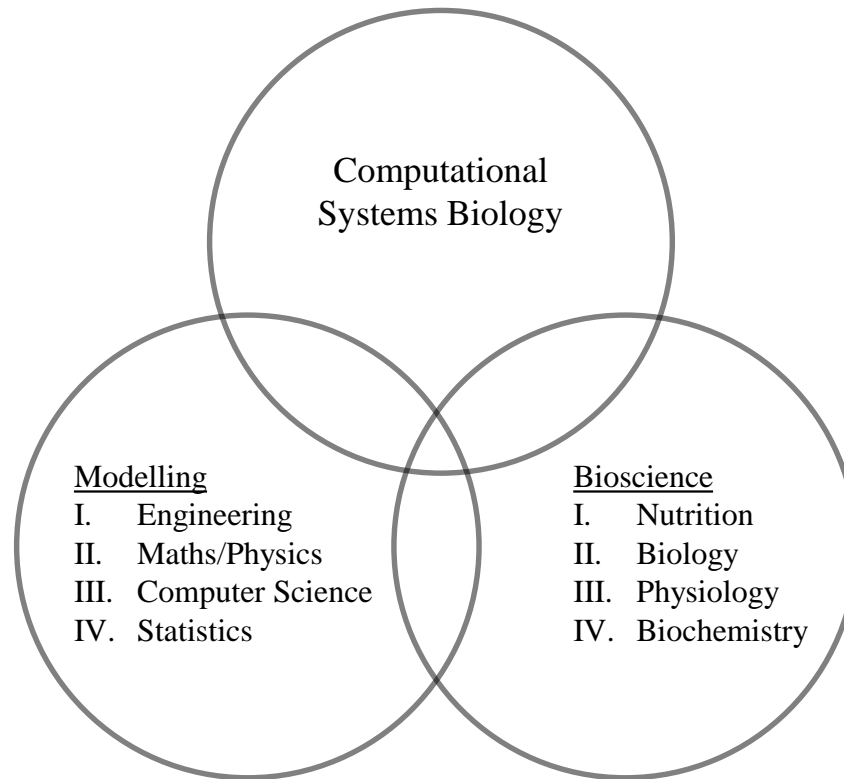 Computational
Systems Biology
Modelling
I. Engineering
II. Maths/Physics
III. Computer Science
IV. Statistics
Bioscience
I. Nutrition
II. Biology
III. Physiology
IV. Biochemistry